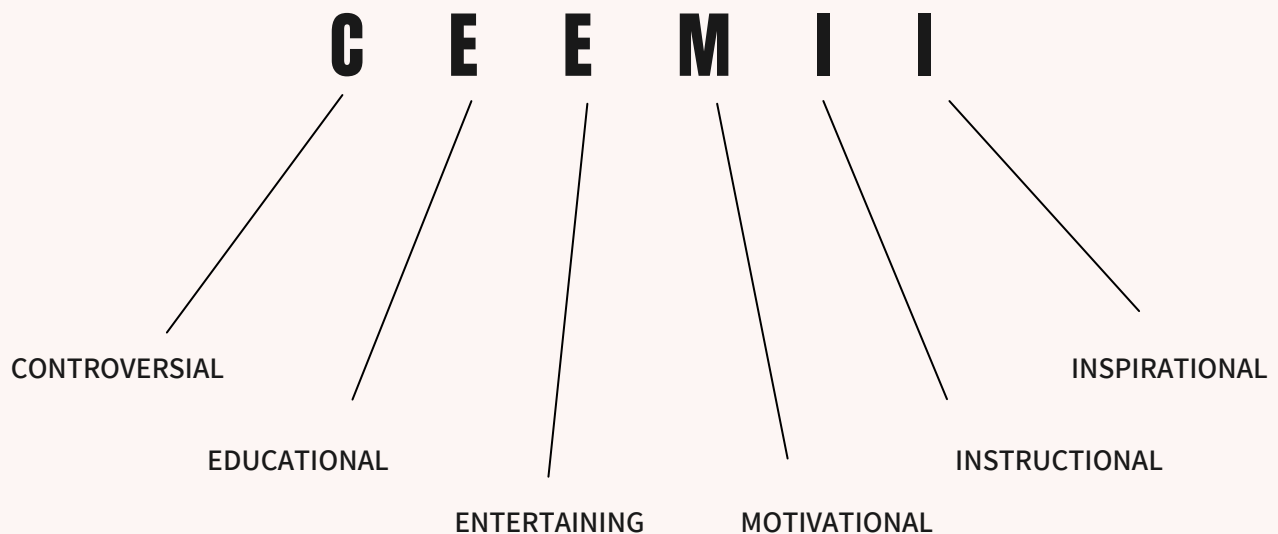 C E E M I I
CONTROVERSIAL
INSPIRATIONAL
EDUCATIONAL
INSTRUCTIONAL
ENTERTAINING
MOTIVATIONAL